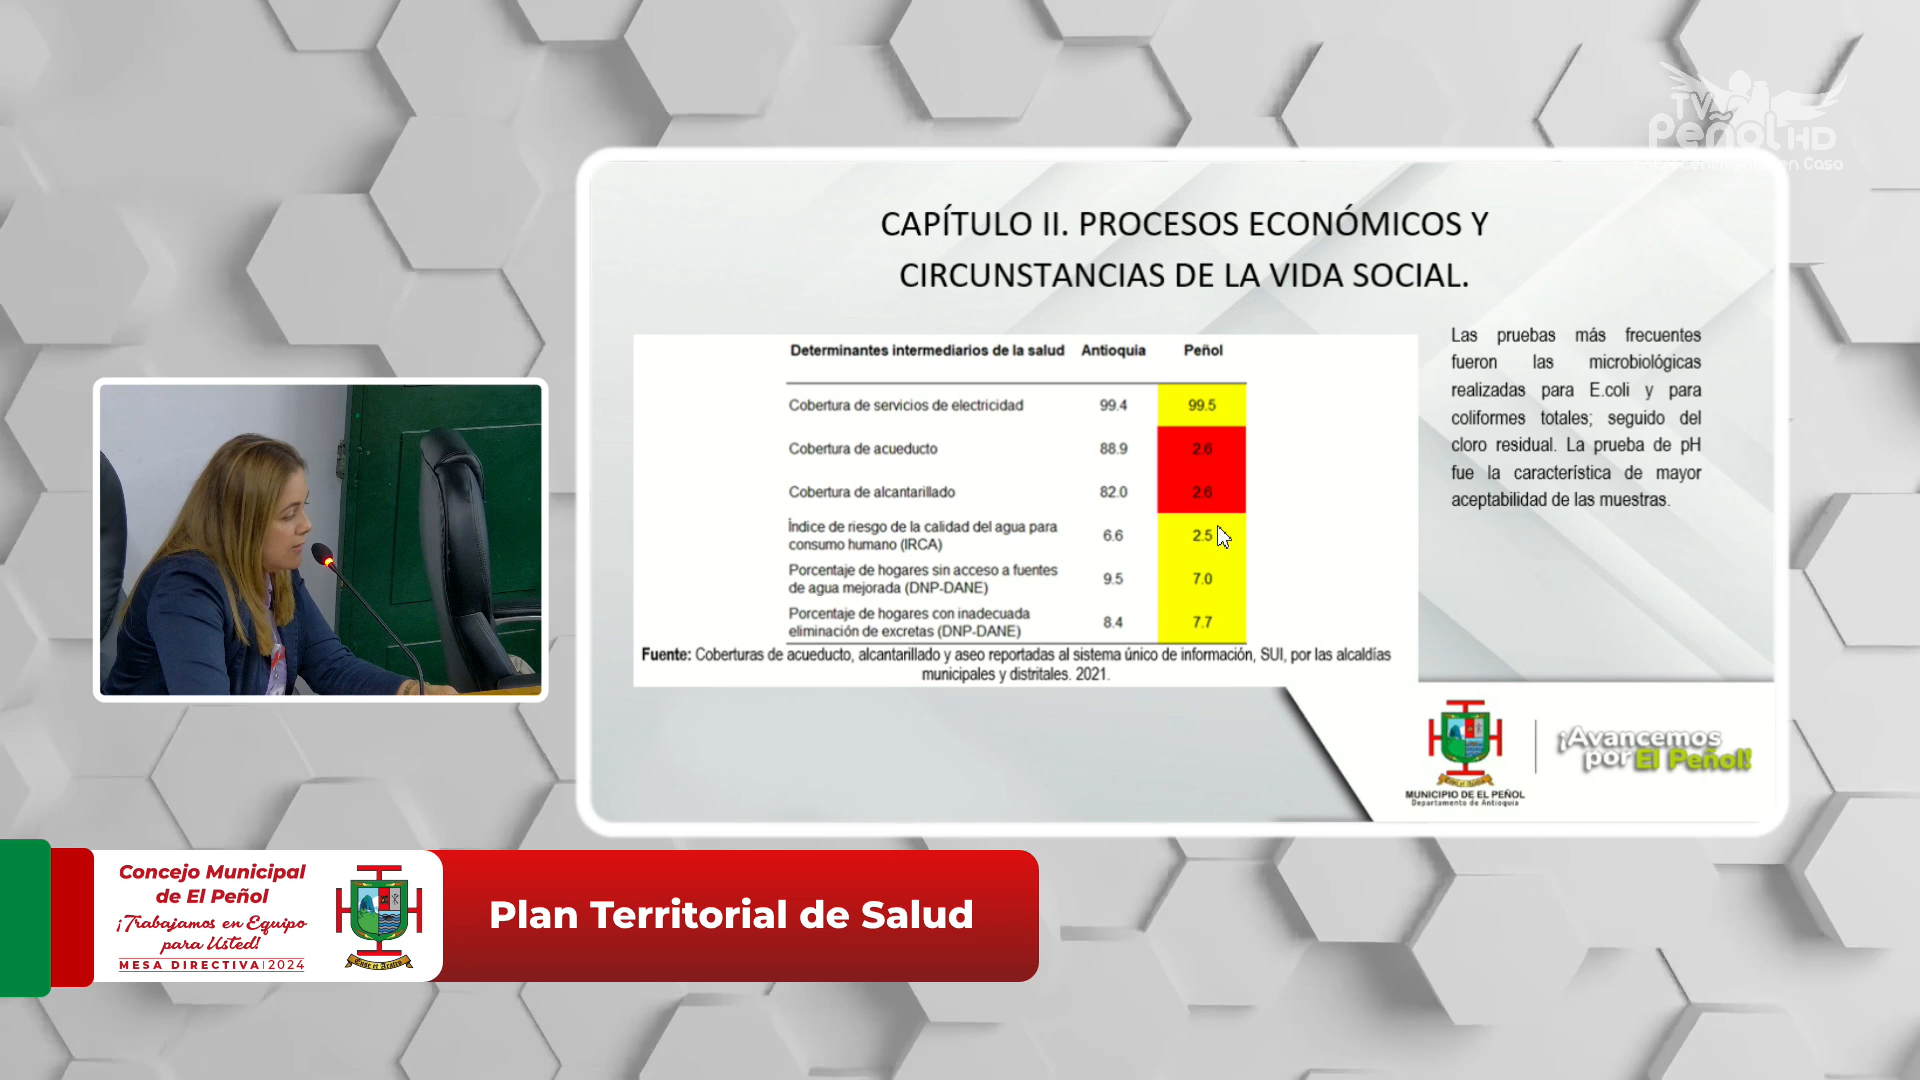 TV
Peñol HD
en Casa
CAPÍTULO II. PROCESOS ECONÓMICOS Y
CIRCUNSTANCIAS DE LA VIDA SOCIAL.
Determinantes intermediarios de la salud Antioquia Peñol
Cobertura de servicios de electricidad 99.4 99.5
Cobertura de acueducto 88.9 2.6
Cobertura de alcantarillado 82.0 2.6
Índice de riesgo de la calidad del agua para
consumo humano (IRCA) 6.6 2.5
Porcentaje de hogares sin acceso a fuentes
de agua mejorada (DNP-DANE) 9.5 7.0
Porcentaje de hogares con inadecuada
eliminación de excretas (DNP-DANE) 8.4 7.7
Fuente: Coberturas de acueducto, alcantarillado y aseo reportadas al sistema único de información, SUI, por las alcaldías
municipales y distritales. 2021.
Las pruebas más frecuentes
fueron las microbiológicas
realizadas para E.coli y para
coliformes totales; seguido del
cloro residual. La prueba de pH
fue la característica de mayor
aceptabilidad de las muestras.
MUNICIPIO DE EL PEÑOL
Departamento de Antioquia
¡Avancemos
por El Peñol!
Concejo Municipal
de El Peñol
¡Trabajamos en Equipo
para Usted!
MESA DIRECTIVA|2024
Plan Territorial de Salud